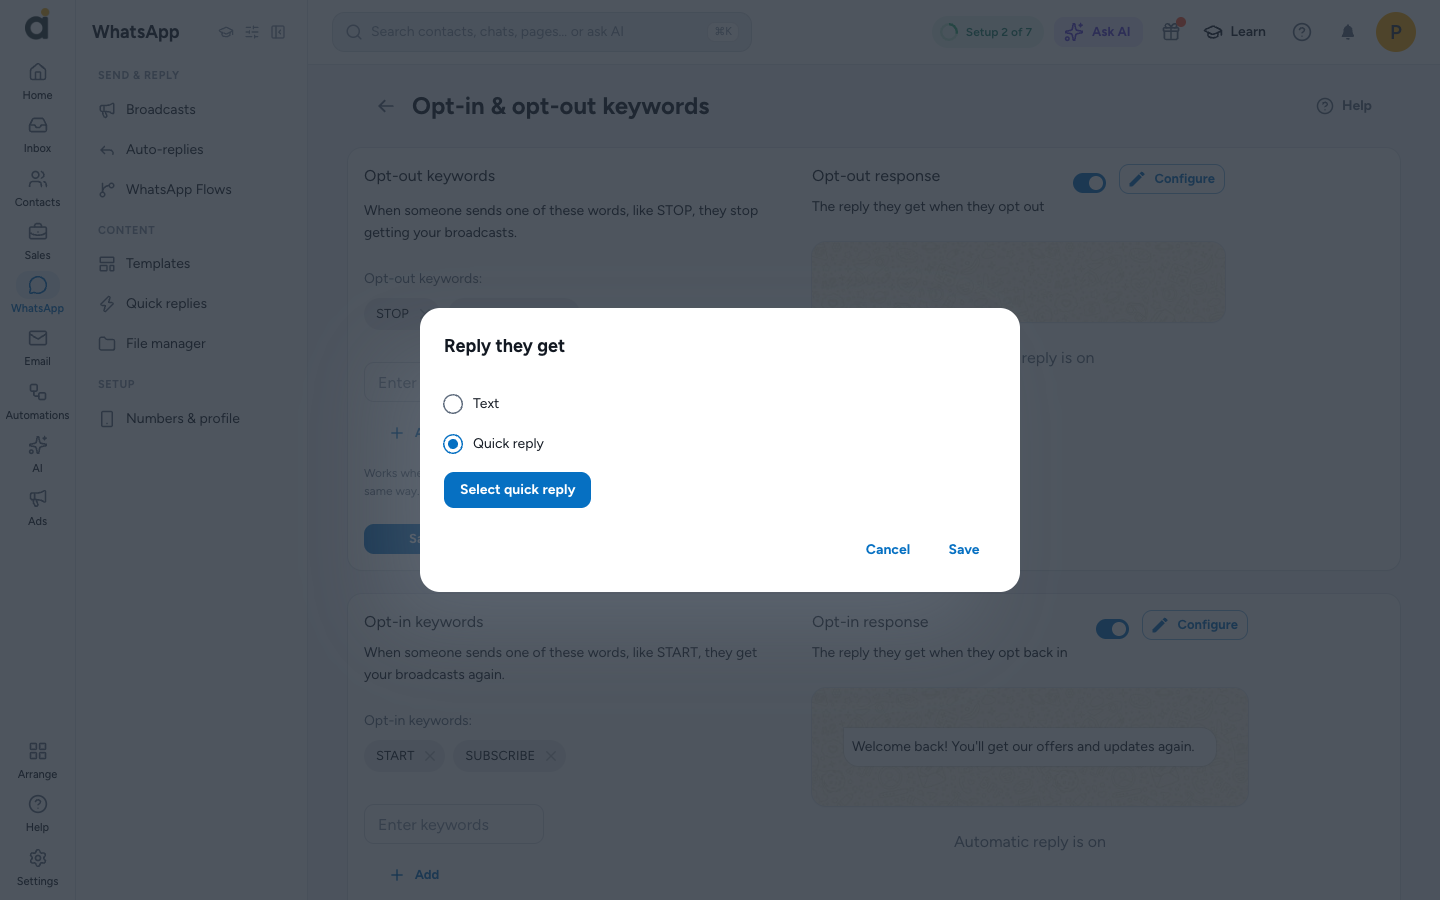 WhatsApp
Search contacts, chats, pages... or ask AI
⌘K
Setup 2 of 7
Ask AI
Learn
P
Home
Inbox
Contacts
Sales
WhatsApp
Email
Automations
AI
Ads
Arrange
Help
Settings
SEND & REPLY
Broadcasts
Auto-replies
WhatsApp Flows
CONTENT
Templates
Quick replies
File manager
SETUP
Numbers & profile
Opt-in & opt-out keywords
Help
Opt-out keywords
When someone sends one of these words, like STOP, they stop
getting your broadcasts.
Opt-out keywords:
STOP
Enter
Works
same way.
Opt-out response
Configure
The reply they get when they opt out
reply is on
Reply they get
Text
Quick reply
Select quick reply
Cancel
Save
Opt-in keywords
When someone sends one of these words, like START, they get
your broadcasts again.
Opt-in keywords:
START
SUBSCRIBE
Enter keywords
Add
Opt-in response
Configure
The reply they get when they opt back in
Welcome back! You'll get our offers and updates again.
Automatic reply is on